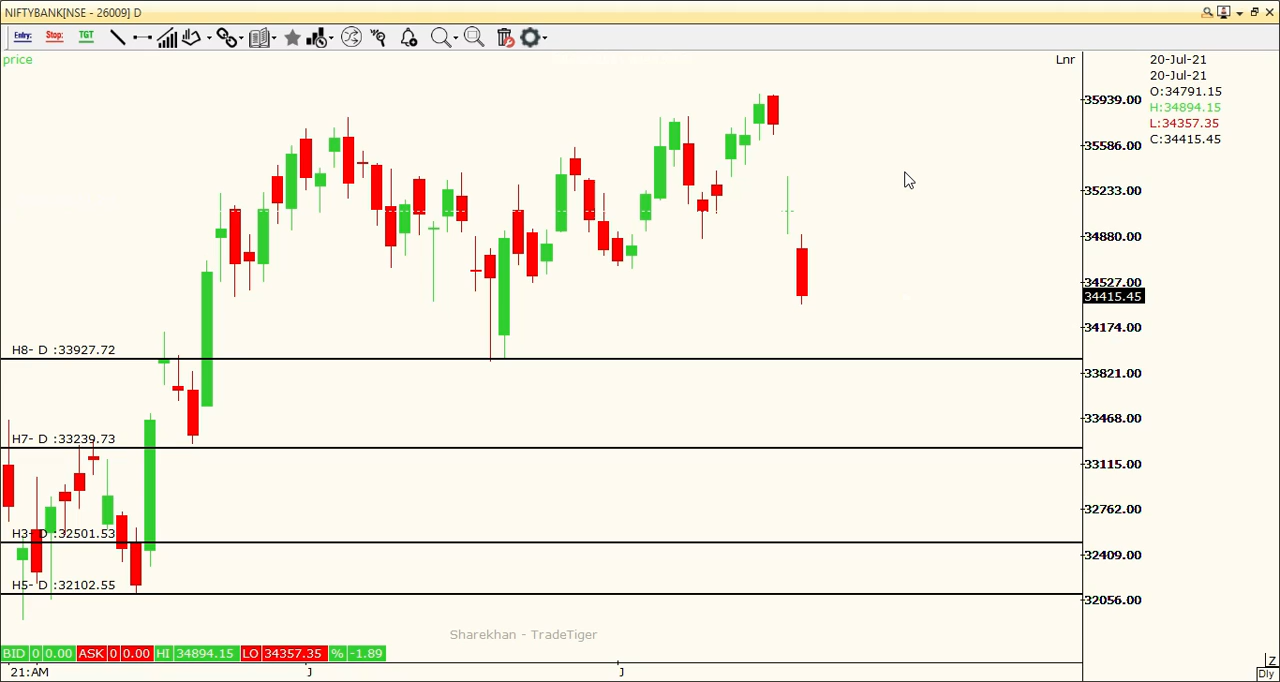 NIFTYBANK[NSE - 26009] D
Entry: Stop: TGT
price
Lnr
20-Jul-21
20-Jul-21
O:34791.15
H:34894.15
L:34357.35
C:34415.45
35939.00
35586.00
35233.00
34880.00
34527.00
34415.45
34174.00
33821.00
33468.00
33115.00
32762.00
32409.00
32056.00
H8- D :33927.72
H7- D :33239.73
H3- D :32501.53
H5- D :32102.55
Sharekhan - TradeTiger
BID 0 0.00 ASK 0 0.00 HI 34894.15 LO 34357.35 % -1.89
21:AM J J
Z
Dly